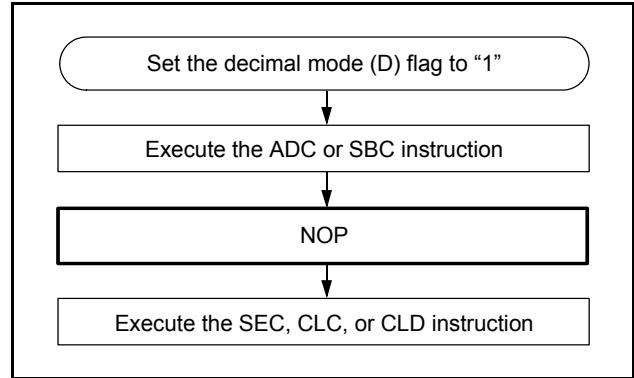 Set the decimal mode (D) flag to “1”
Execute the ADC or SBC instruction
NOP
Execute the SEC, CLC, or CLD instruction